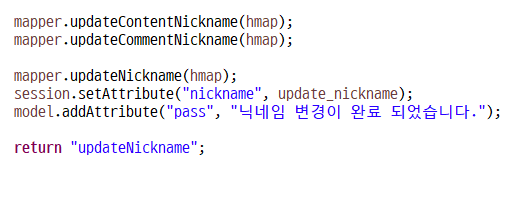 mapper.updateContentNickname(hmap);
mapper.updateCommentNickname(hmap);
mapper.updateNickname(hmap);
session.setAttribute("nickname", update_nickname);
model.addAttribute("pass", "닉네임 변경이 완료 되었습니다.");
return "updateNickname";